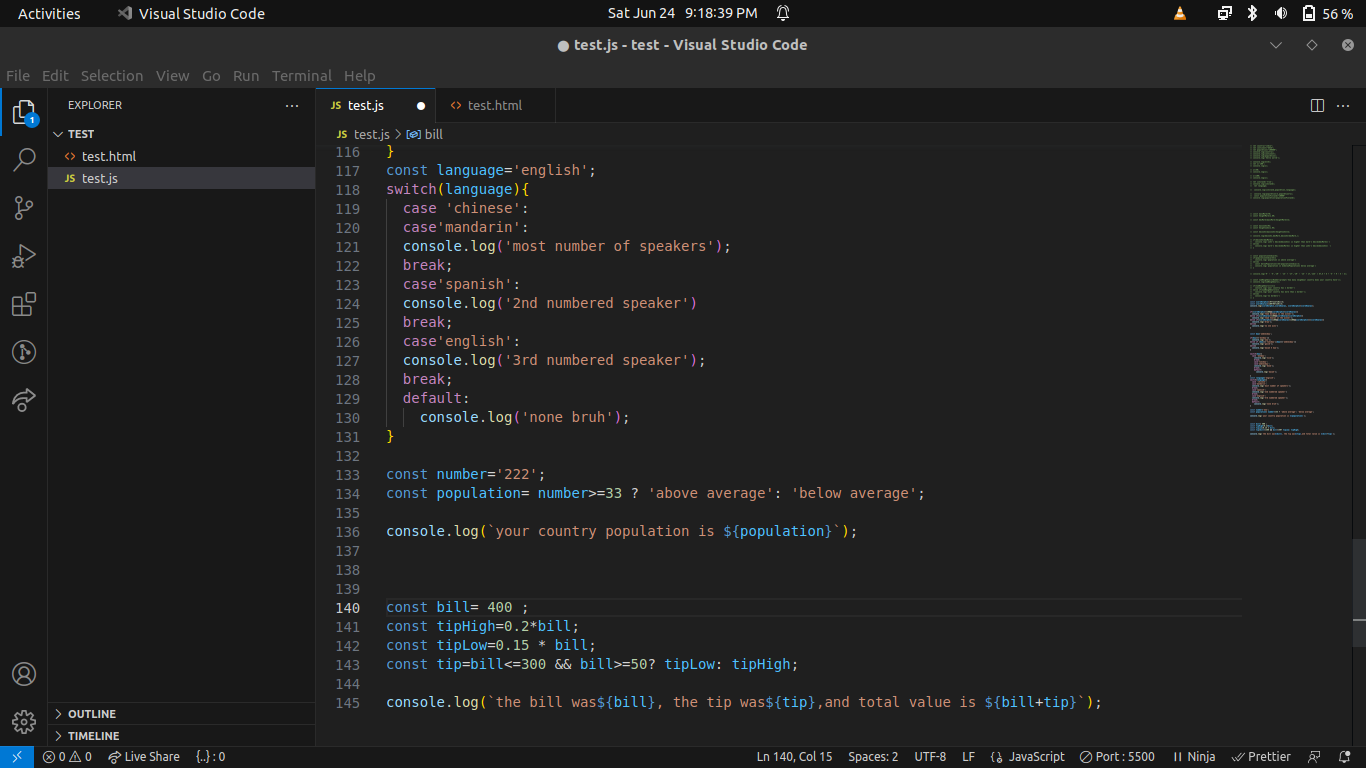 Activities Visual Studio Code Sat Jun 24 9:18:39 PM 56 %
● test.js - test - Visual Studio Code
File Edit Selection View Go Run Terminal Help
EXPLORER ···
TEST
test.html
JS test.js
1
OUTLINE
TIMELINE
JS test.js ● test.html ···
JS test.js > bill
116 }
117 const language='english';
118 switch(language){
119   case 'chinese':
120   case'mandarin':
121   console.log('most number of speakers');
122   break;
123   case'spanish':
124   console.log('2nd numbered speaker')
125   break;
126   case'english':
127   console.log('3rd numbered speaker');
128   break;
129   default:
130     console.log('none bruh');
131 }
132
133 const number='222';
134 const population= number>=33 ? 'above average': 'below average';
135
136 console.log(`your country population is ${population}`);
137
138
139
140 const bill= 400 ;
141 const tipHigh=0.2*bill;
142 const tipLow=0.15 * bill;
143 const tip=bill<=300 && bill>=50? tipLow: tipHigh;
144
145 console.log(`the bill was${bill}, the tip was${tip},and total value is ${bill+tip}`);
0 0 Live Share {..} : 0 Ln 140, Col 15 Spaces: 2 UTF-8 LF JavaScript Port : 5500 Ninja Prettier